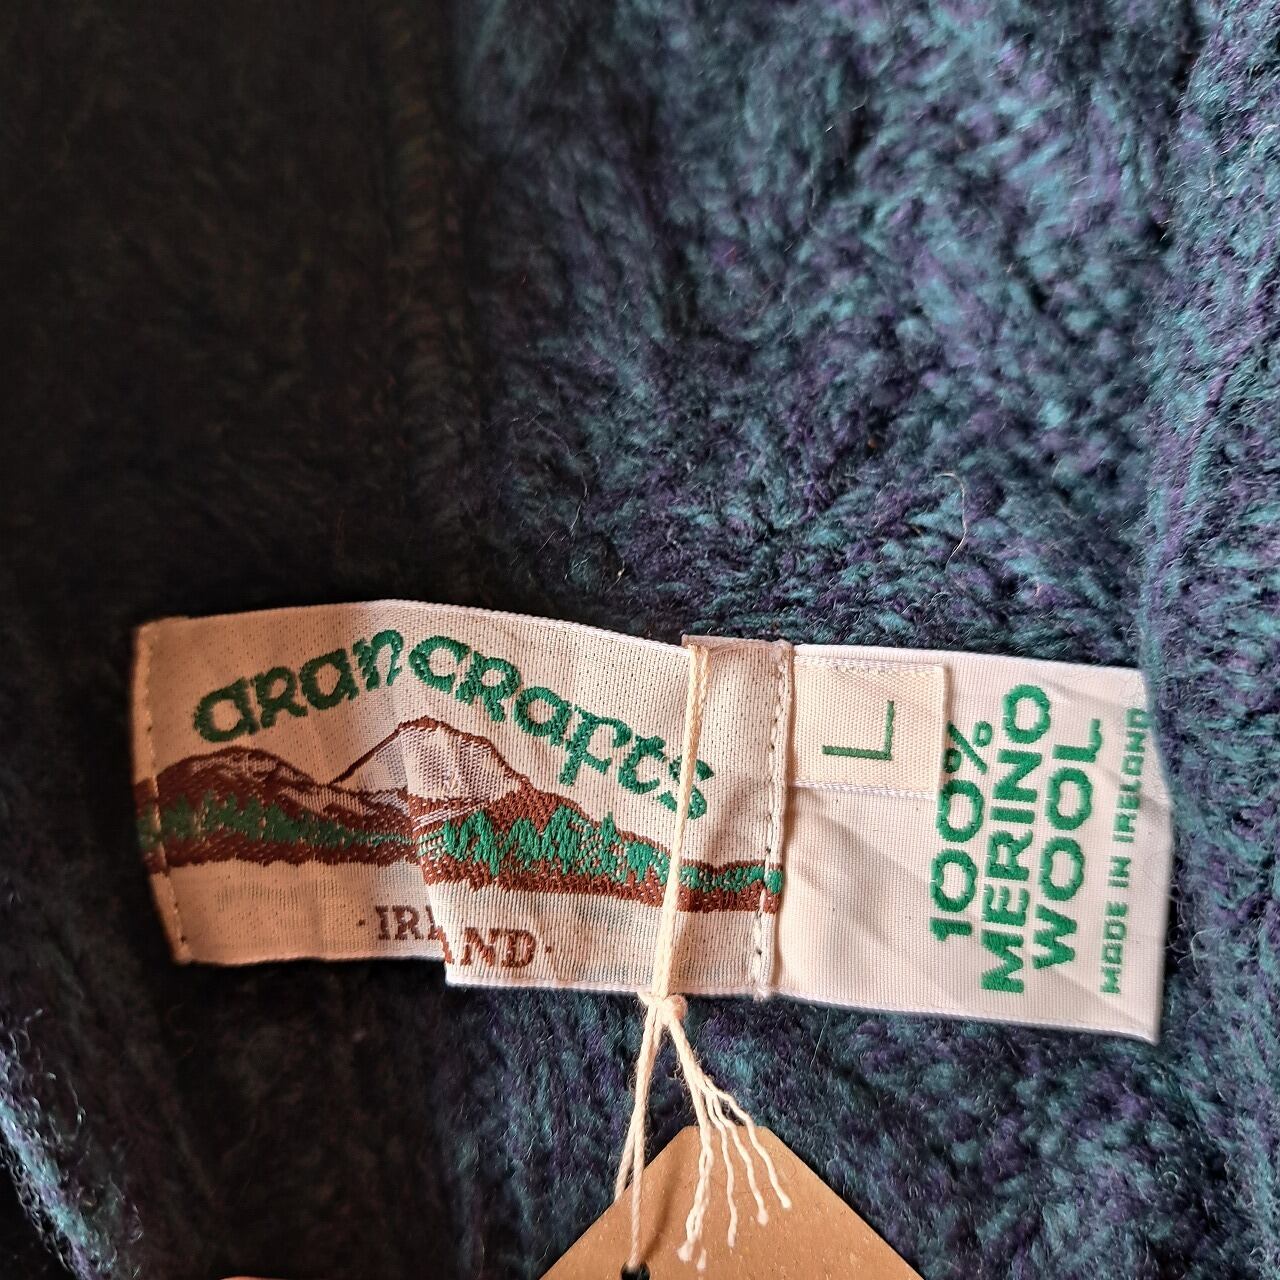 aRanCRafts
· IRELAND ·
L
100%
MERINO
WOOL
MADE IN IRELAND